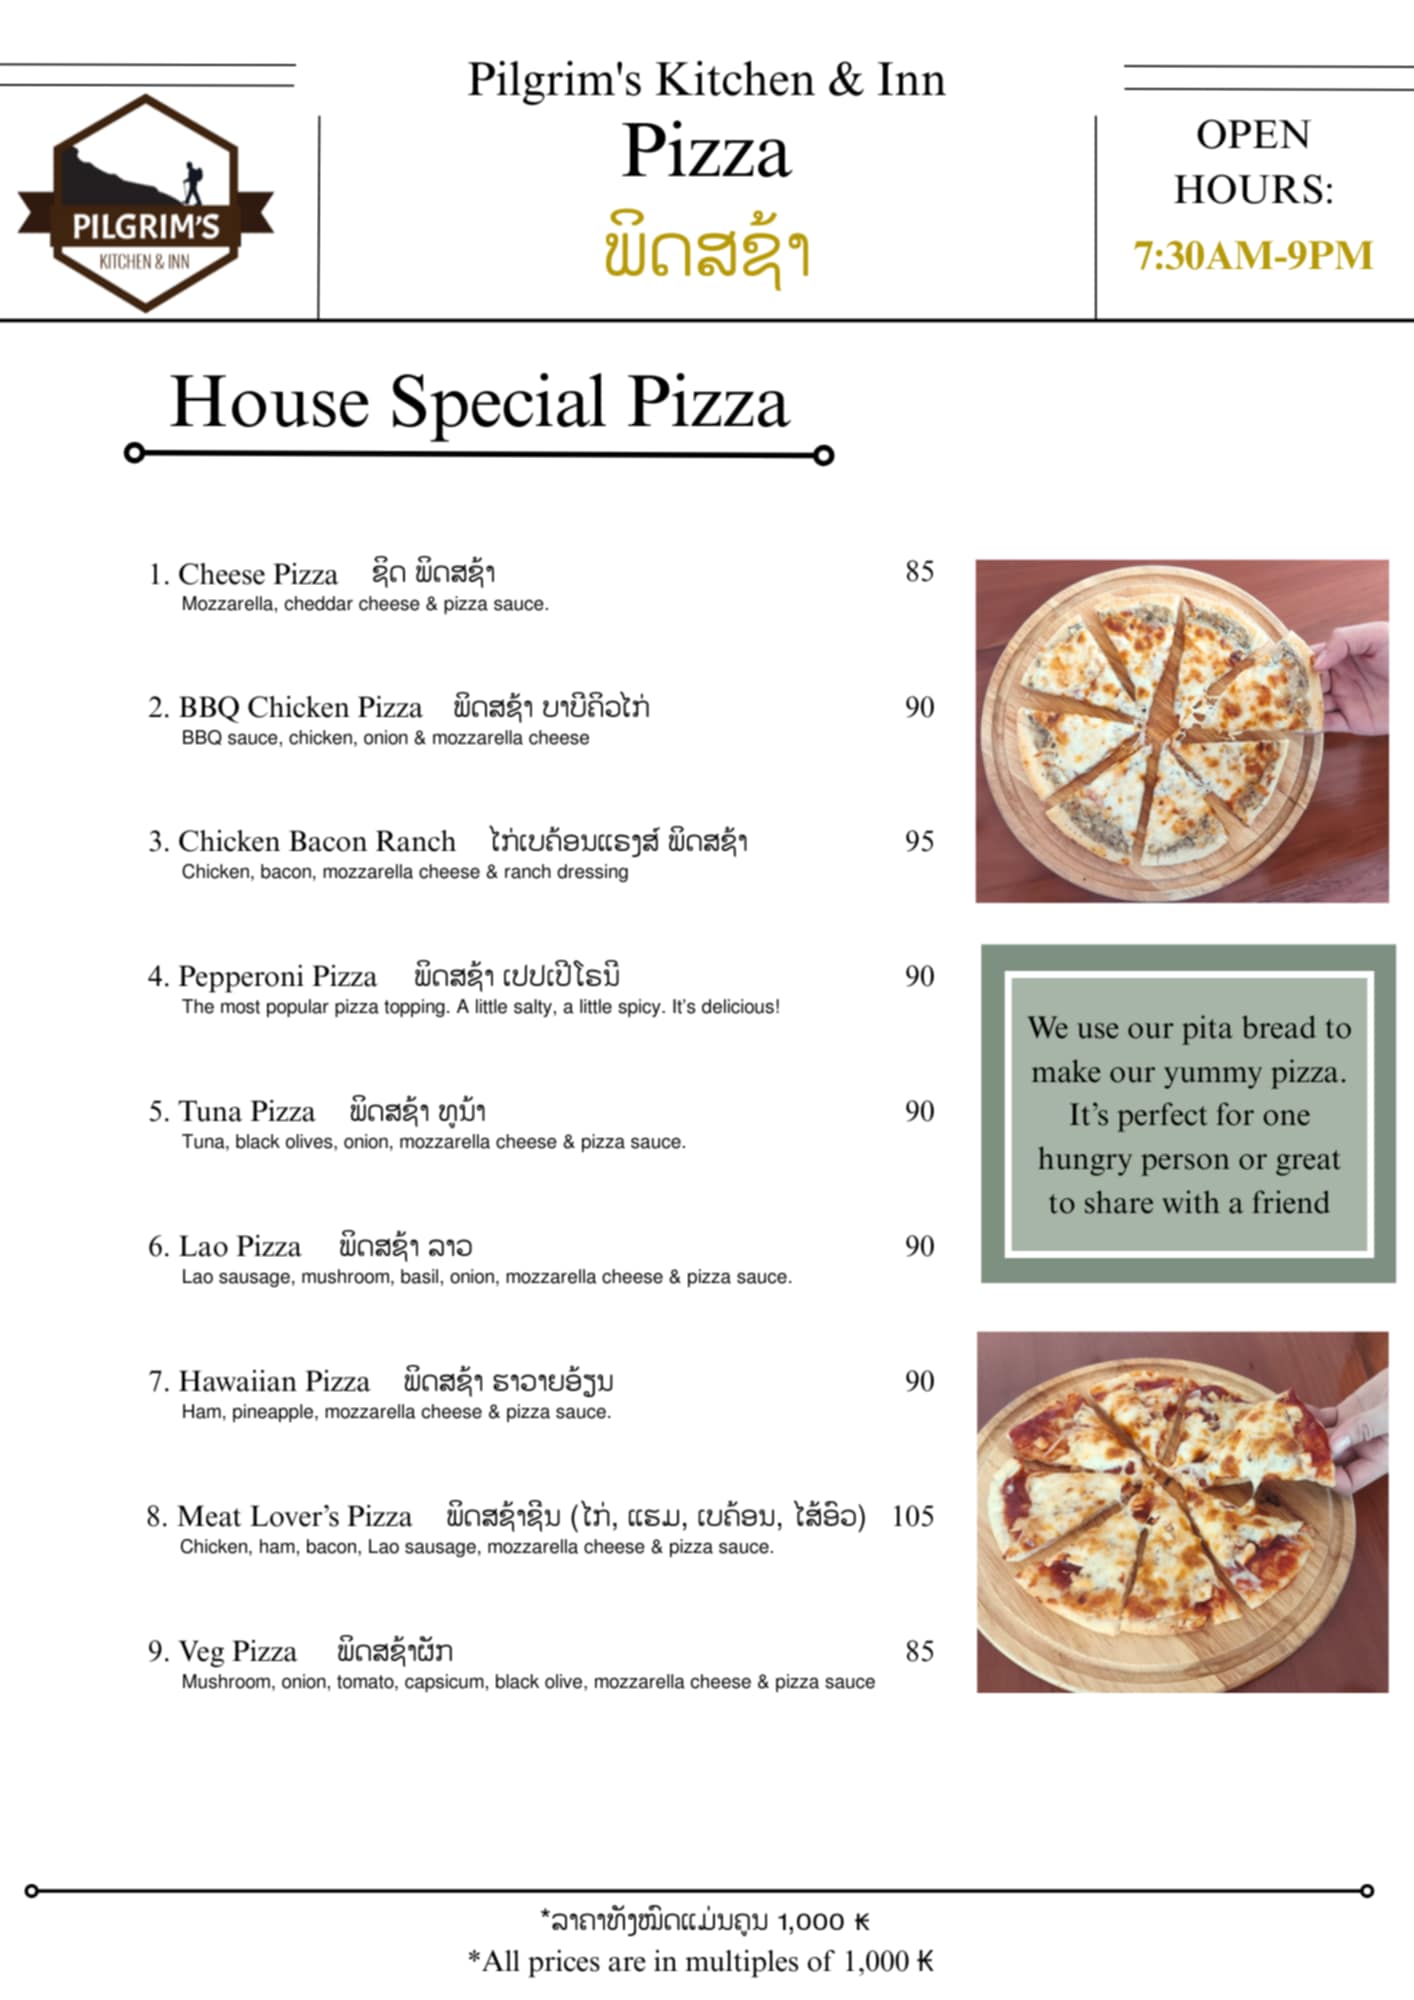 Pilgrim's Kitchen & Inn
Pizza
ພິດສຊ້າ
PILGRIM'S
KITCHEN & INN
OPEN
HOURS:
7:30AM-9PM
House Special Pizza
1. Cheese Pizza ຊິດ ພິດສຊ້າ 85
Mozzarella, cheddar cheese & pizza sauce.
2. BBQ Chicken Pizza ພິດສຊ້າ ບາບີຄິວໄກ່ 90
BBQ sauce, chicken, onion & mozzarella cheese
3. Chicken Bacon Ranch ໄກ່ເບຄ້ອນແຣງສ໌ ພິດສຊ້າ 95
Chicken, bacon, mozzarella cheese & ranch dressing
4. Pepperoni Pizza ພິດສຊ້າ ເປປເປີໂຣນີ 90
The most popular pizza topping. A little salty, a little spicy. It's delicious!
5. Tuna Pizza ພິດສຊ້າ ທູນ້າ 90
Tuna, black olives, onion, mozzarella cheese & pizza sauce.
6. Lao Pizza ພິດສຊ້າ ລາວ 90
Lao sausage, mushroom, basil, onion, mozzarella cheese & pizza sauce.
7. Hawaiian Pizza ພິດສຊ້າ ຮາວາຍອ້ຽນ 90
Ham, pineapple, mozzarella cheese & pizza sauce.
8. Meat Lover's Pizza ພິດສຊ້າຊີນ (ໄກ່, ແຮມ, ເບຄ້ອນ, ໄສ້ອົວ) 105
Chicken, ham, bacon, Lao sausage, mozzarella cheese & pizza sauce.
9. Veg Pizza ພິດສຊ້າຜັກ 85
Mushroom, onion, tomato, capsicum, black olive, mozzarella cheese & pizza sauce
We use our pita bread to
make our yummy pizza.
It's perfect for one
hungry person or great
to share with a friend
*ລາຄາທັງໝົດແມ່ນຄູນ 1,000 ₭
*All prices are in multiples of 1,000 ₭